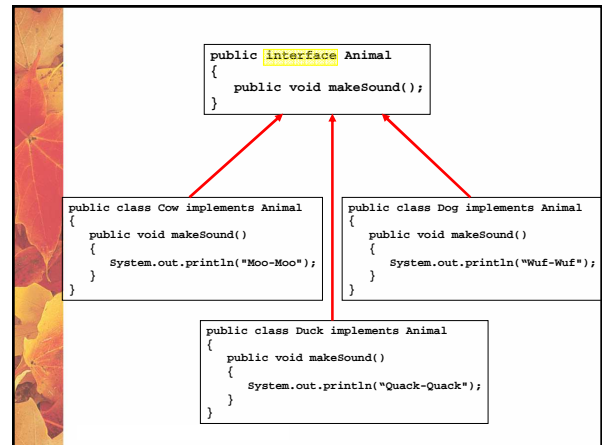 public interface Animal
{
public void makeSound();
}
public class Cow implements Animal
{
public void makeSound()
{
System.out.println("Moo-Moo");
}
}
public class Dog implements Animal
{
public void makeSound()
{
System.out.println(“Wuf-Wuf");
}
}
public class Duck implements Animal
{
public void makeSound()
{
System.out.println(“Quack-Quack");
}
}